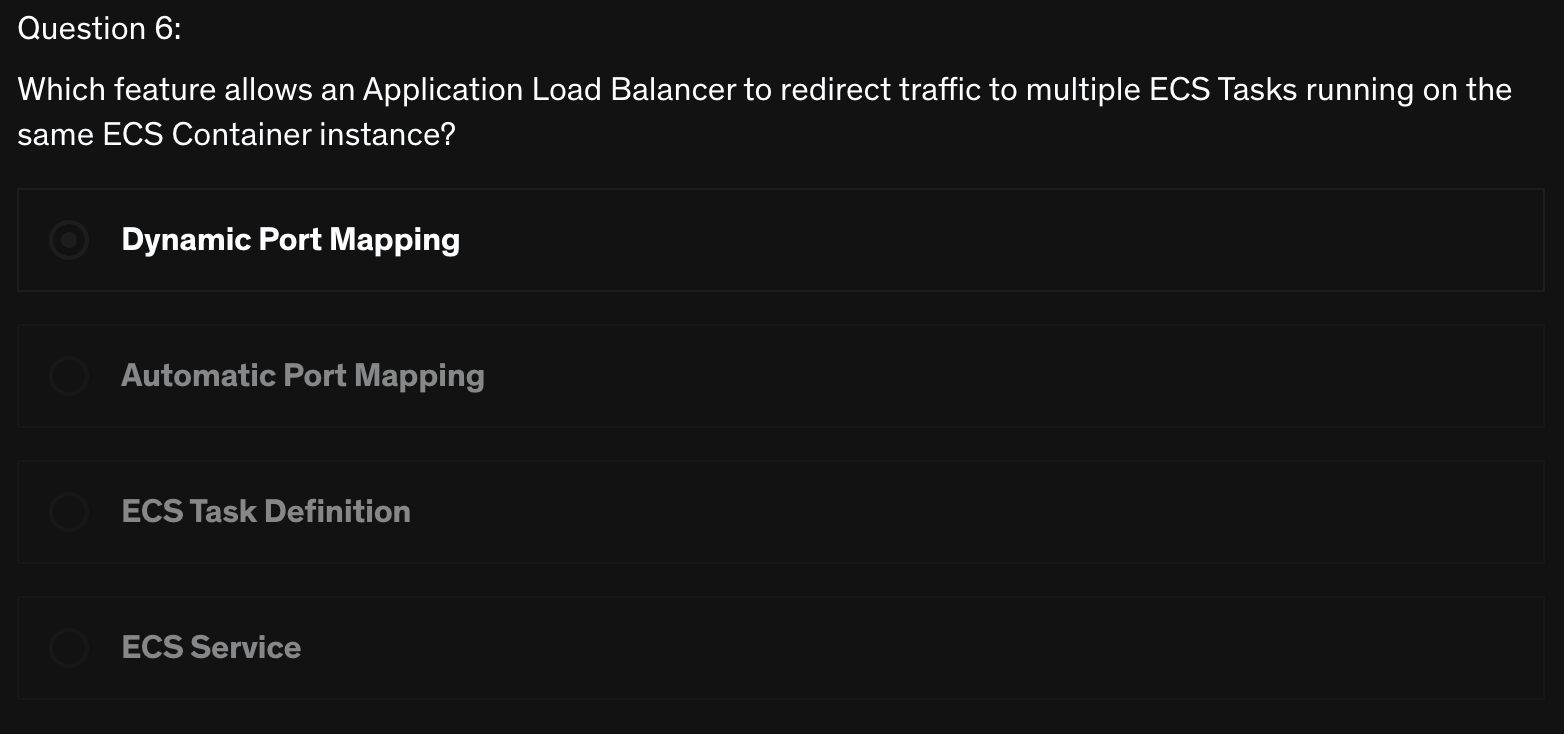 Question 6:
Which feature allows an Application Load Balancer to redirect traffic to multiple ECS Tasks running on the
same ECS Container instance?
Dynamic Port Mapping
Automatic Port Mapping
ECS Task Definition
ECS Service